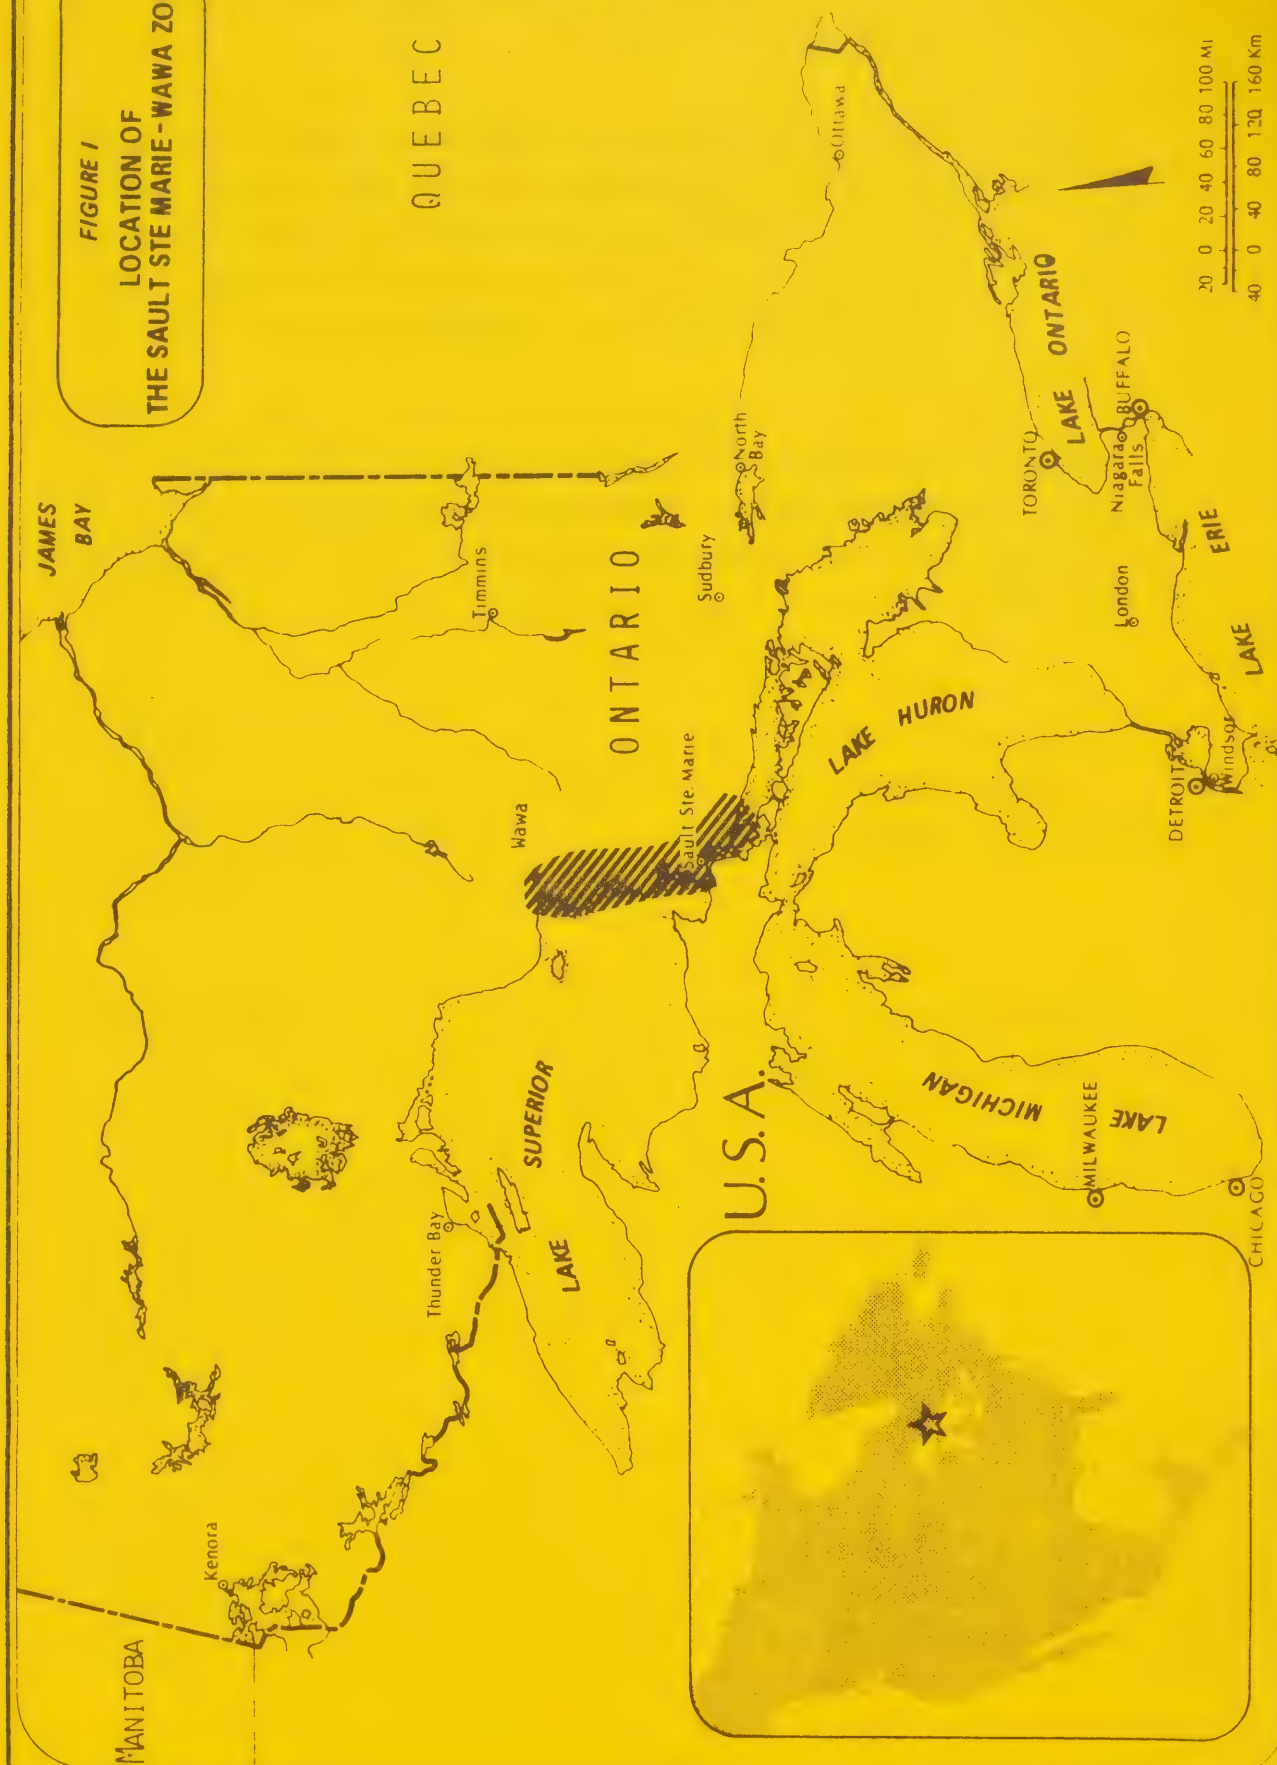 FIGURE I
LOCATION OF
THE SAULT STE MARIE-WAWA ZO
MANITOBA
Kenora
JAMES
BAY
QUEBEC
Timmins
ONTARIO
Thunder Bay
Wawa
LAKE SUPERIOR
Sault Ste. Marie
Sudbury
North
Bay
Ottawa
U.S.A.
LAKE HURON
LAKE MICHIGAN
MILWAUKEE
CHICAGO
TORONTO
LAKE ONTARIO
Niagara
Falls
BUFFALO
London
LAKE ERIE
DETROIT
Windsor
20 0 20 40 60 80 100 MI
40 0 40 80 120 160 Km